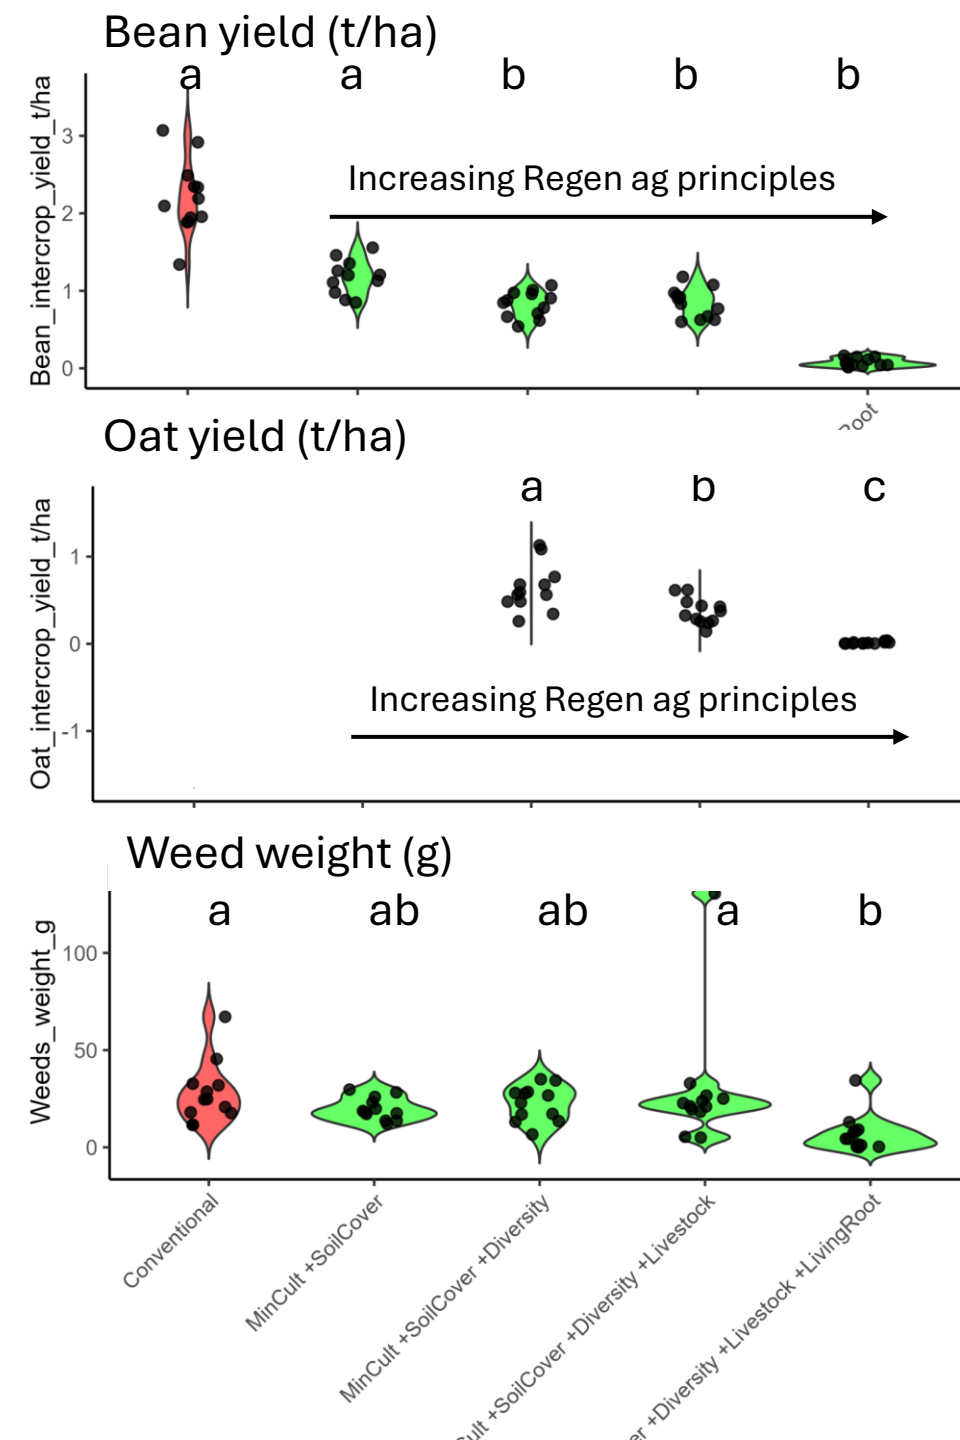 Bean yield (t/ha)
a a b b b
Bean_intercrop_yield_t/ha
3
2
1
0
Increasing Regen ag principles
Root
Oat yield (t/ha)
a b c
Oat_intercrop_yield_t/ha
1
0
-1
Increasing Regen ag principles
Weed weight (g)
a ab ab a b
Weeds_weight_g
100
50
0
Conventional
MinCult +SoilCover
MinCult +SoilCover +Diversity
+SoilCover +Diversity +Livestock
+Diversity +Livestock +LivingRoot